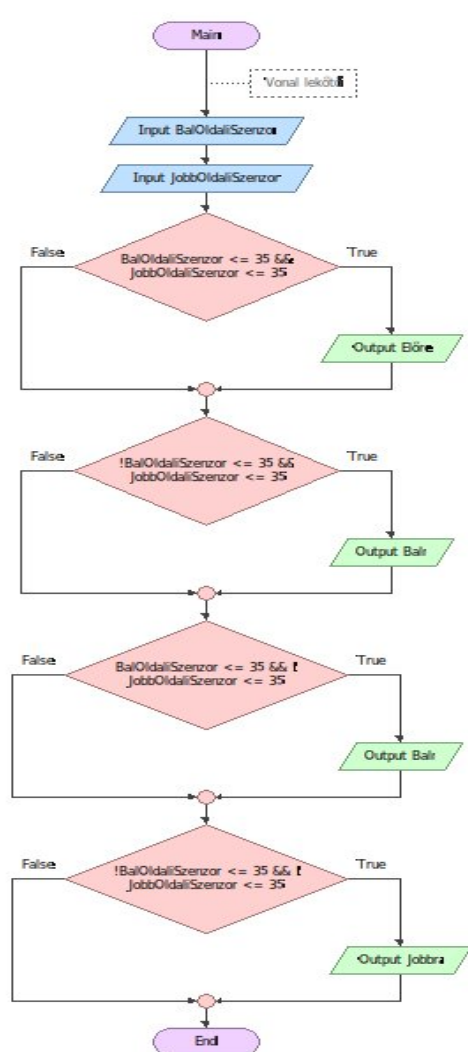 Main
Vonal lekötő
Input BalOldaliSzenzor
Input JobbOldaliSzenzor
False
BalOldaliSzenzor <= 35 &&
JobbOldaliSzenzor <= 35
True
Output Előre
False
!BalOldaliSzenzor <= 35 &&
JobbOldaliSzenzor <= 35
True
Output Balr
False
BalOldaliSzenzor <= 35 && !
JobbOldaliSzenzor <= 35
True
Output Balr
False
!BalOldaliSzenzor <= 35 && !
JobbOldaliSzenzor <= 35
True
Output Jobbra
End